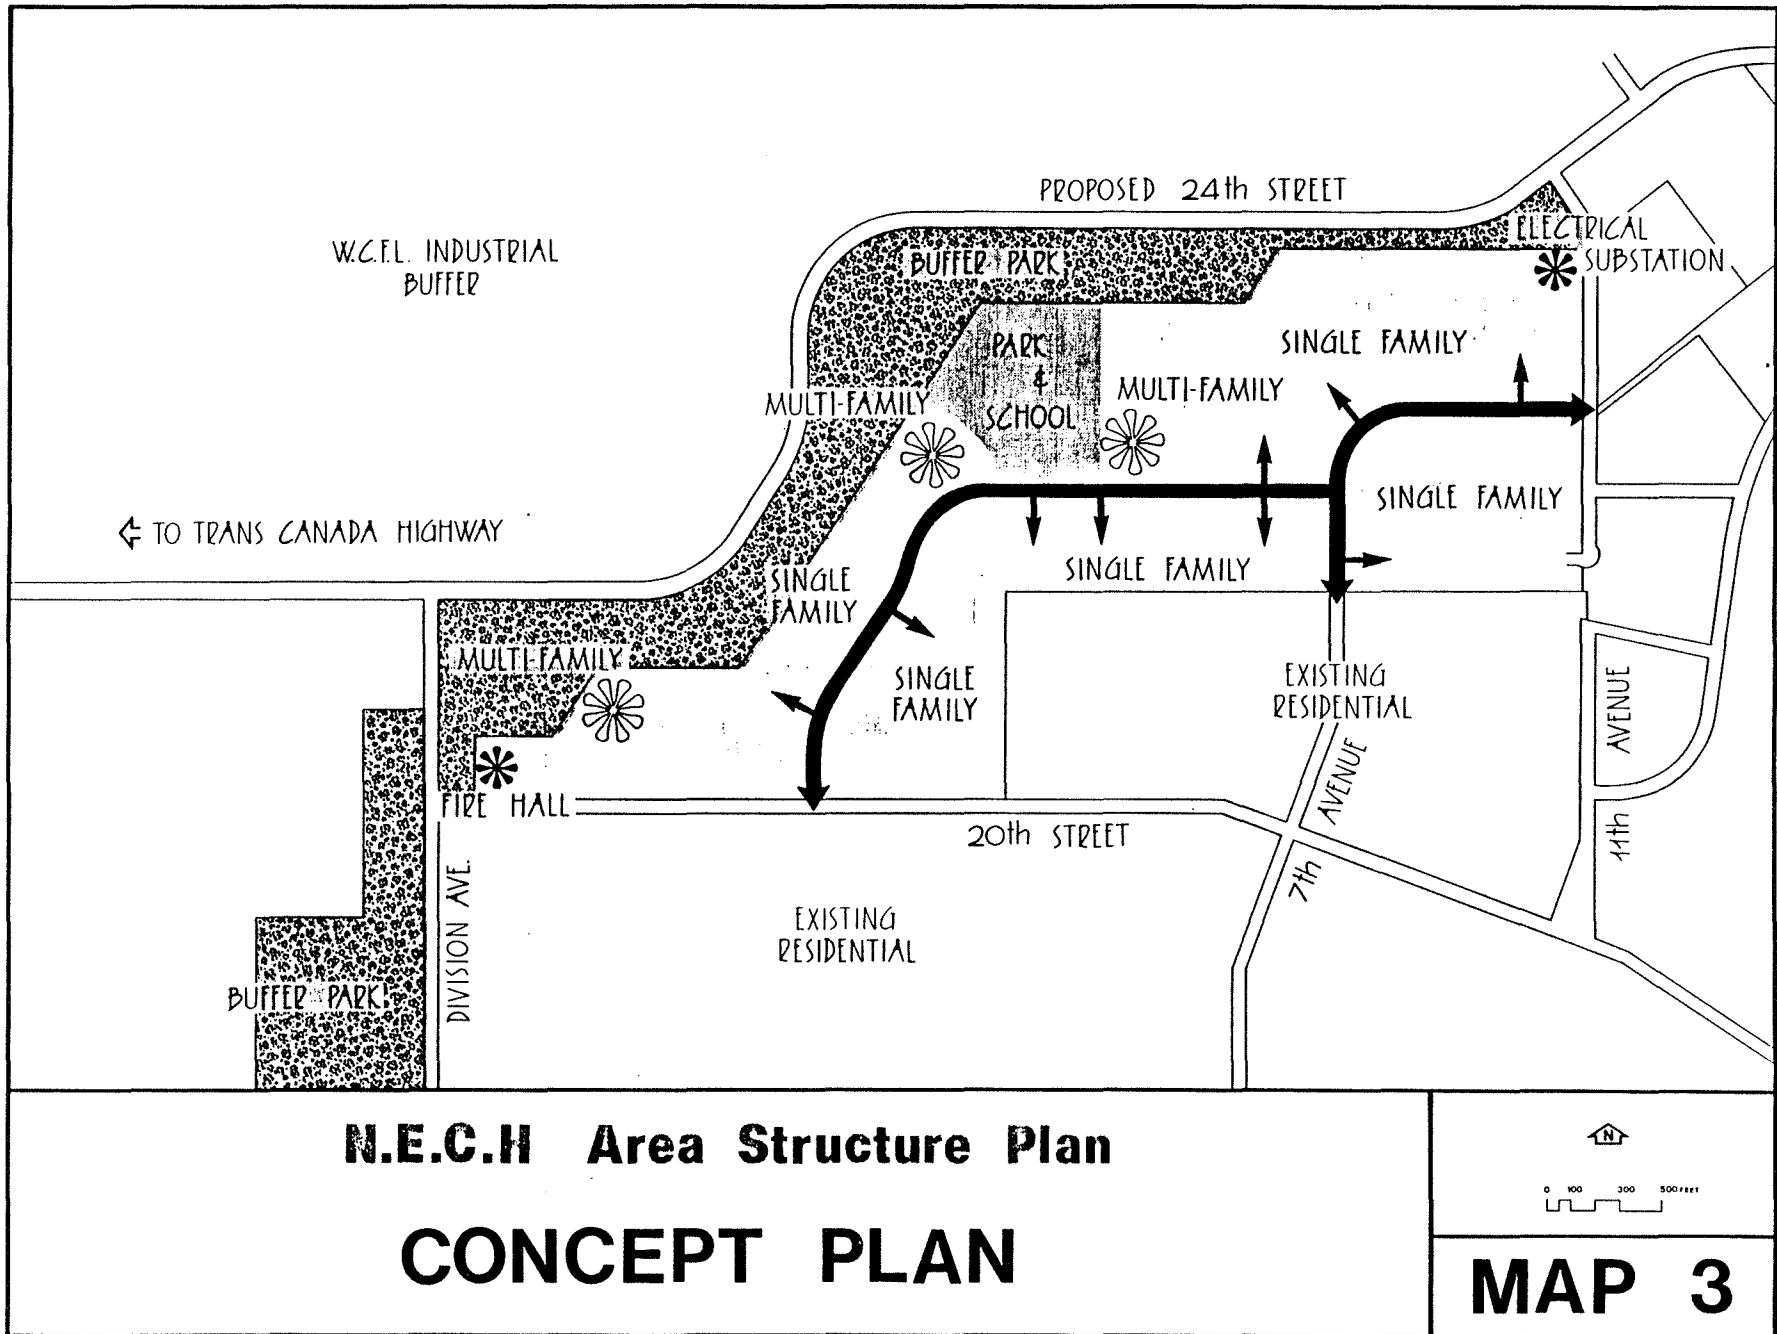 PROPOSED 24th STREET
ELECTRICAL
SUBSTATION
W.C.F.L. INDUSTRIAL
BUFFER
BUFFER PARK
PARK
&
SCHOOL
SINGLE FAMILY
MULTI-FAMILY
MULTI-FAMILY
SINGLE FAMILY
TO TRANS CANADA HIGHWAY
SINGLE FAMILY
SINGLE
FAMILY
MULTI-FAMILY
SINGLE
FAMILY
EXISTING
RESIDENTIAL
AVENUE
11th
AVENUE
7th
FIRE HALL
20th STREET
DIVISION AVE.
EXISTING
RESIDENTIAL
BUFFER PARK
N.E.C.H Area Structure Plan
CONCEPT PLAN
N
0 100 300 500 FEET
MAP 3